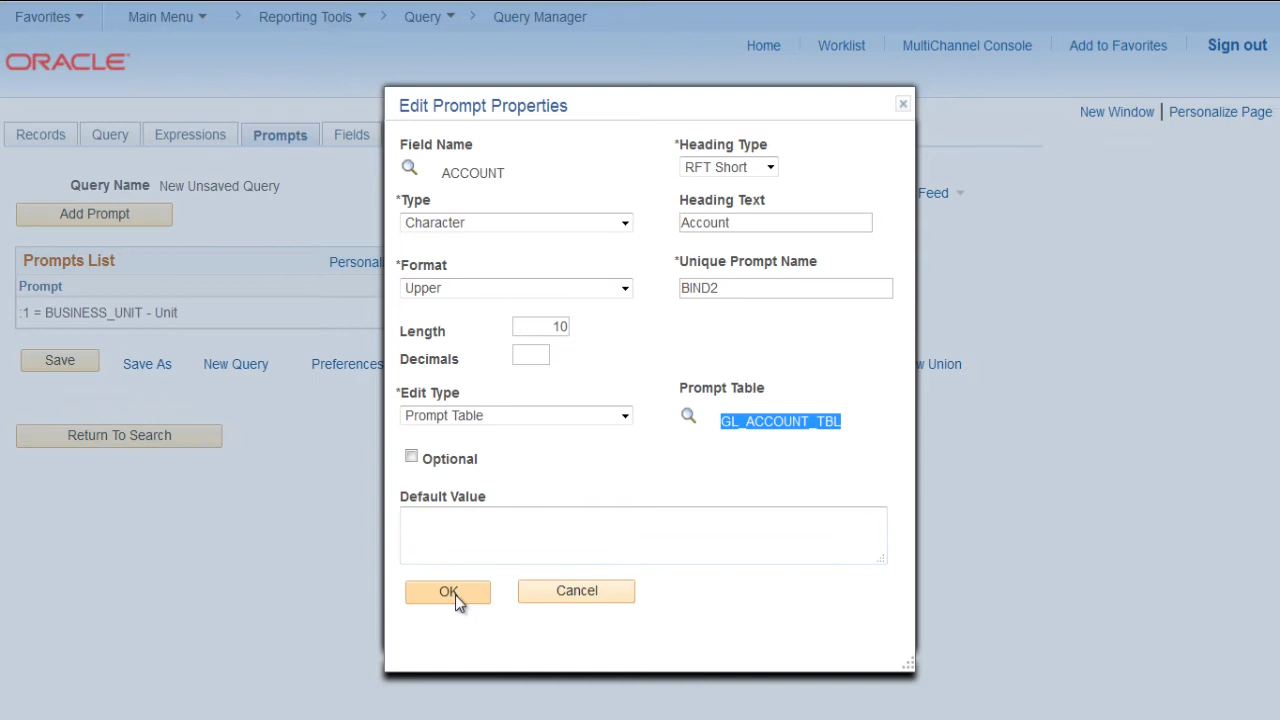 Favorites Main Menu Reporting Tools Query Query Manager
Home Worklist MultiChannel Console Add to Favorites Sign out
ORACLE
New Window Personalize Page
Records Query Expressions Prompts Fields
Query Name New Unsaved Query
Feed
Add Prompt
Prompts List Personal
Prompt
:1 = BUSINESS_UNIT - Unit
Save Save As New Query Preferences w Union
Return To Search
Edit Prompt Properties
Field Name *Heading Type
ACCOUNT RFT Short
*Type Heading Text
Character Account
*Format *Unique Prompt Name
Upper BIND2
Length 10
Decimals
*Edit Type Prompt Table
Prompt Table GL_ACCOUNT_TBL
Optional
Default Value
OK Cancel